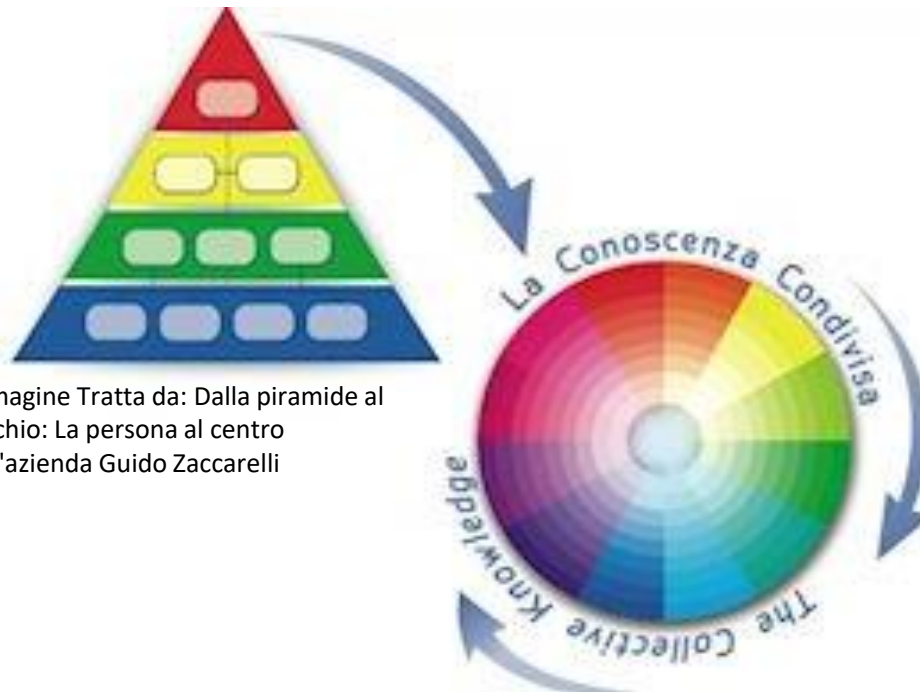 magine Tratta da: Dalla piramide al
chio: La persona al centro
l'azienda Guido Zaccarelli
La Conoscenza Condivisa
The Collective Knowledge